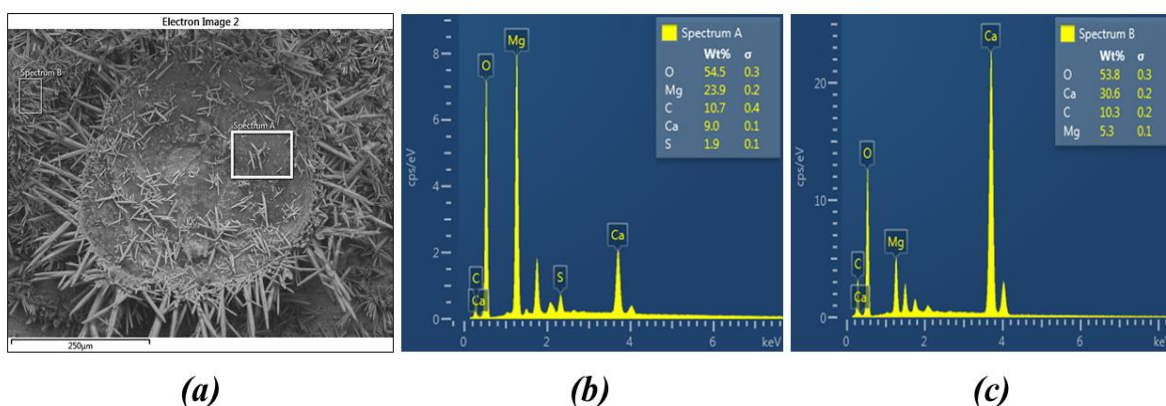 Electron Image 2
Spectrum B
Spectrum A
250μm
(a)
Spectrum A
Wt% σ
O 54.5 0.3
Mg 23.9 0.2
C 10.7 0.4
Ca 9.0 0.1
S 1.9 0.1
cps/eV
8
6
4
2
0
C
Ca
O
Mg
S
Ca
0 2 4 6 keV
(b)
Spectrum B
Wt% σ
O 53.8 0.3
Ca 30.6 0.2
C 10.3 0.2
Mg 5.3 0.1
cps/eV
20
10
0
C
Ca
O
Mg
Ca
0 2 4 6 keV
(c)